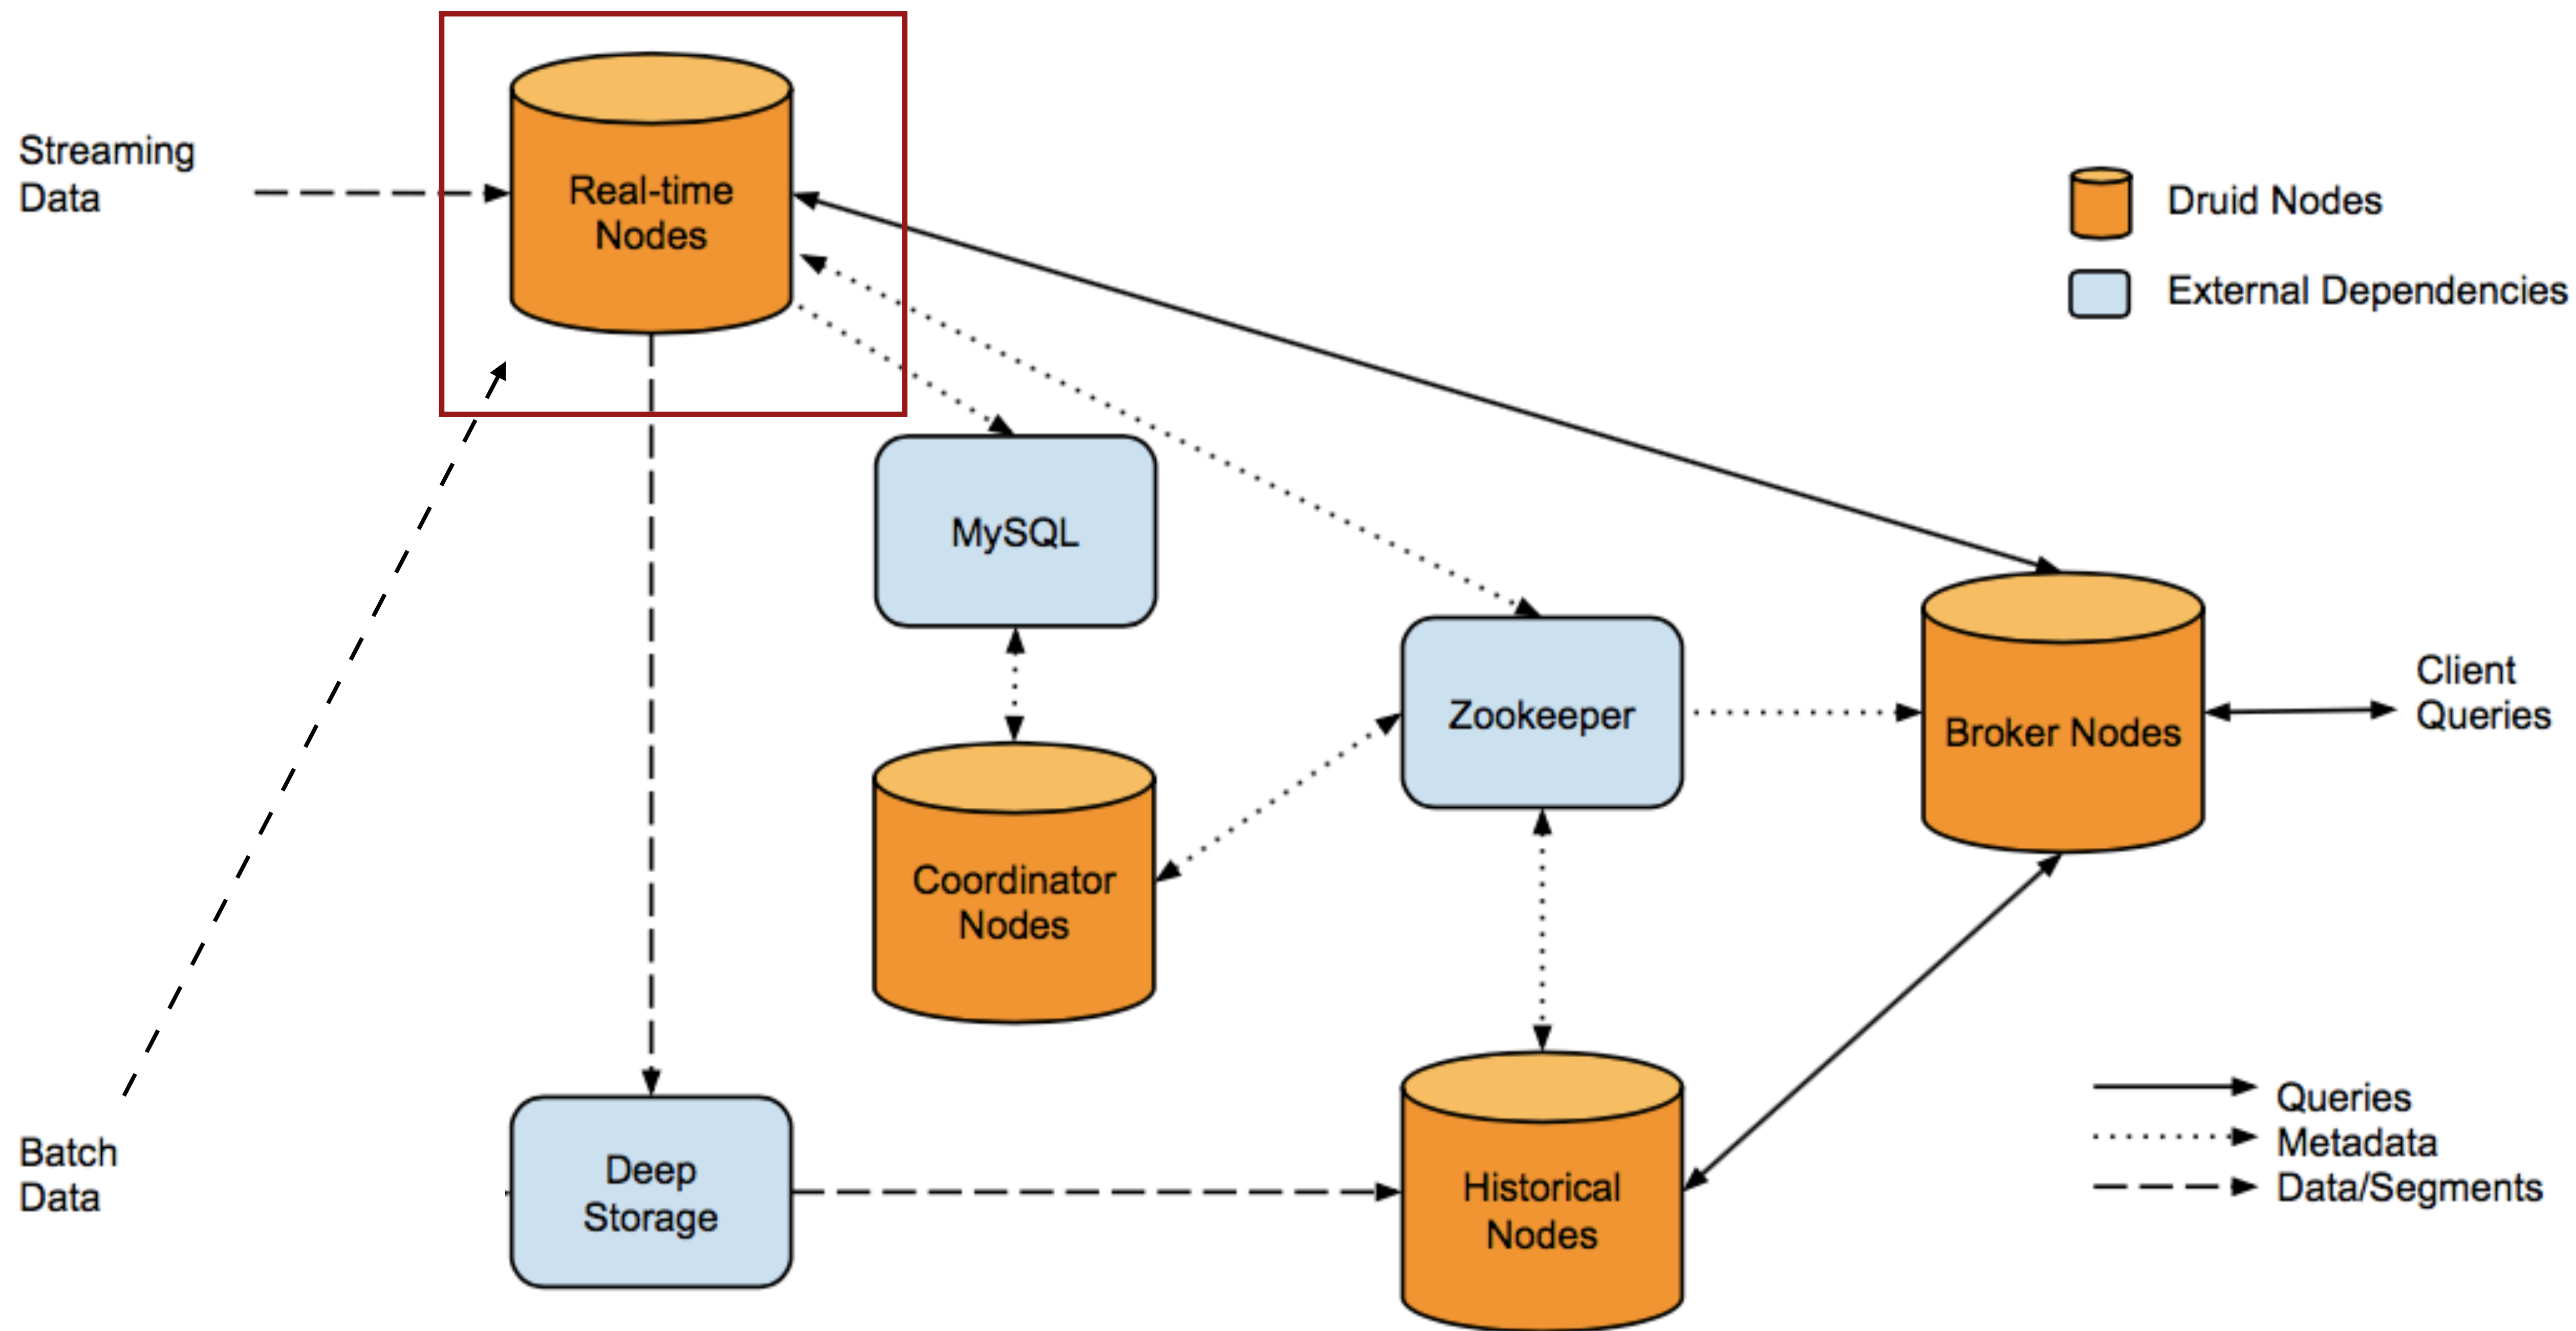 Streaming
Data
Real-time
Nodes
Druid Nodes
External Dependencies
MySQL
Zookeeper
Broker Nodes
Client
Queries
Coordinator
Nodes
Batch
Data
Deep
Storage
Historical
Nodes
Queries
Metadata
Data/Segments